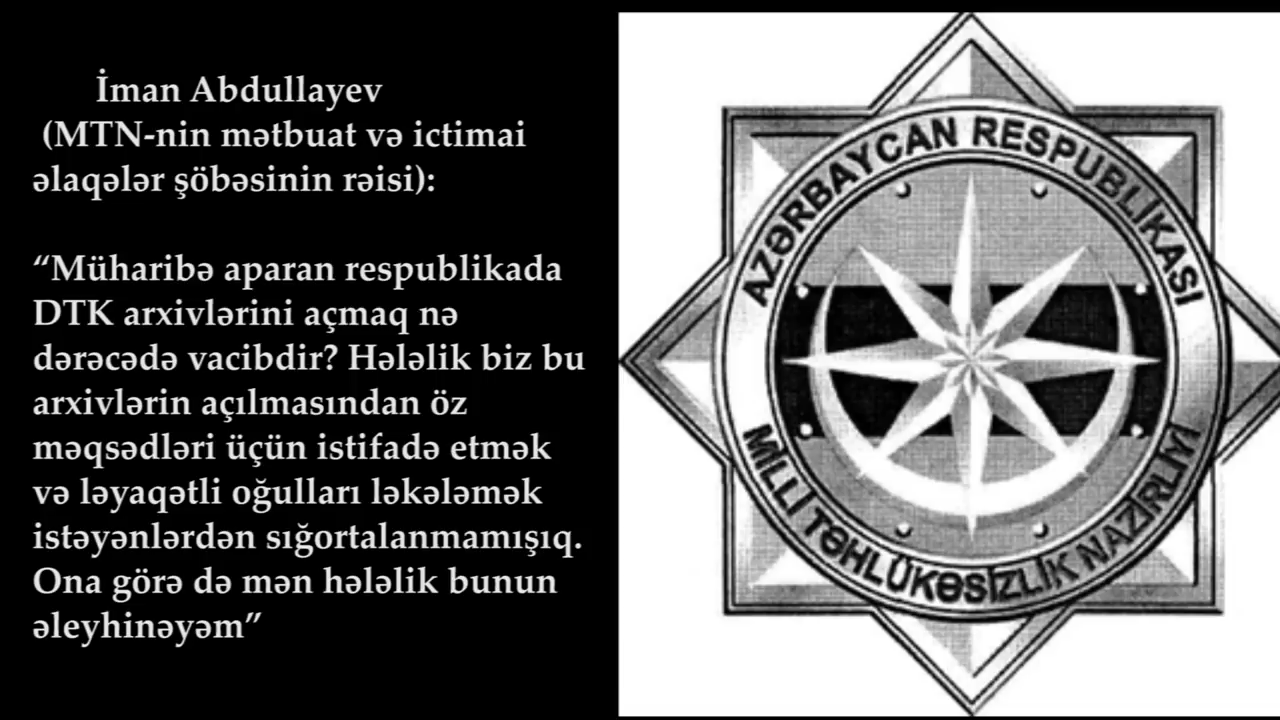 İman Abdullayev
(MTN-nin mətbuat və ictimai
əlaqələr şöbəsinin rəisi):
“Müharibə aparan respublikada
DTK arxivlərini açmaq nə
dərəcədə vacibdir? Hələlik biz bu
arxivlərin açılmasından öz
məqsədləri üçün istifadə etmək
və ləyaqətli oğulları ləkələmək
istəyənlərdən sığortalanmamışıq.
Ona görə də mən hələlik bunun
əleyhinəyəm”
AZƏRBAYCAN RESPUBLİKASI
MİLLİ TƏHLÜKƏSİZLİK NAZİRLİYİ